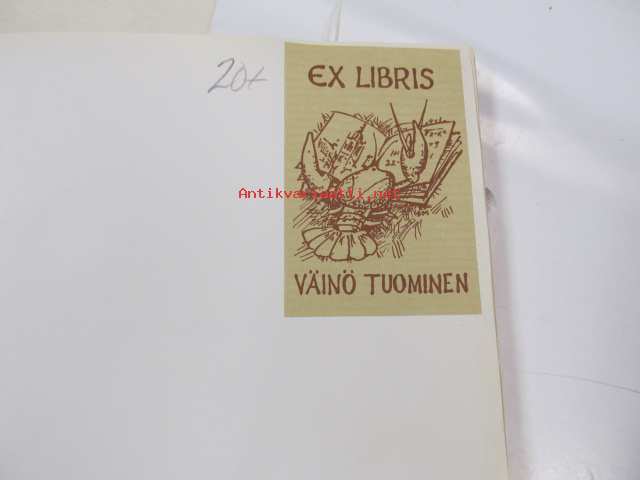 20+
EX LIBRIS
Antikvariaatti.net
VÄINÖ TUOMINEN